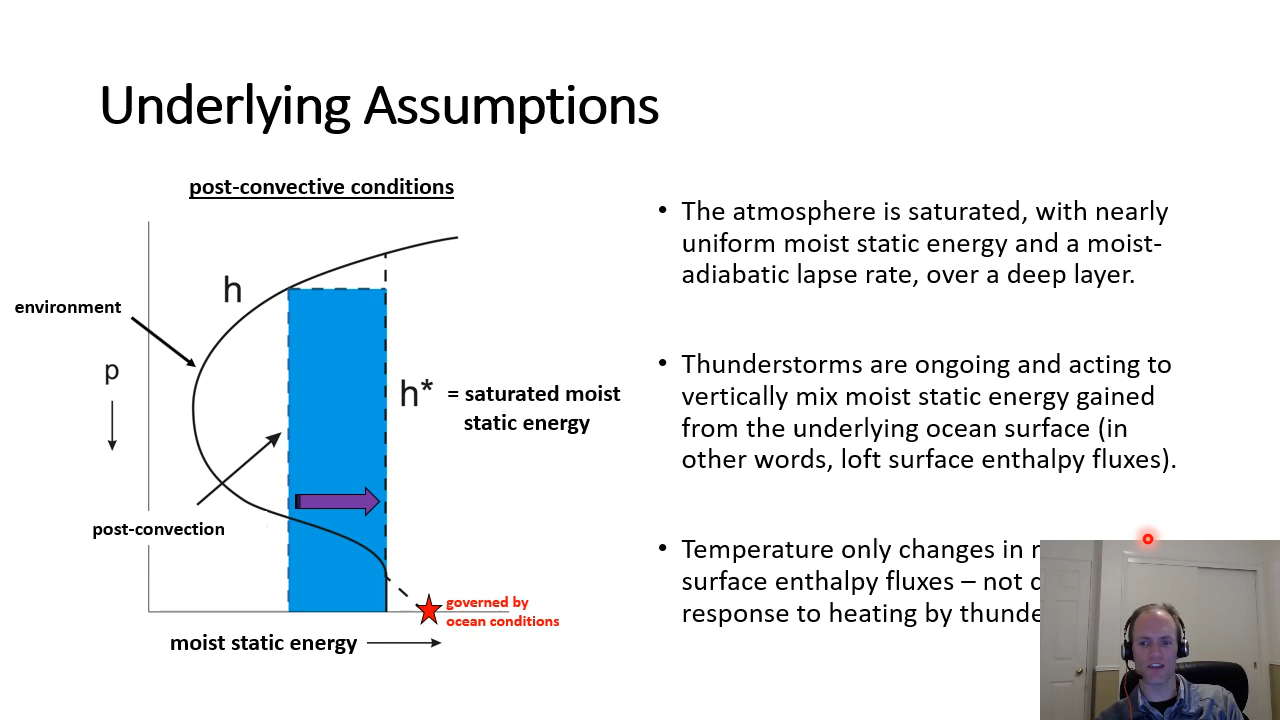 Underlying Assumptions
post-convective conditions
h
environment
p
h* = saturated moist
static energy
post-convection
governed by
ocean conditions
moist static energy
• The atmosphere is saturated, with nearly
uniform moist static energy and a moist-
adiabatic lapse rate, over a deep layer.
• Thunderstorms are ongoing and acting to
vertically mix moist static energy gained
from the underlying ocean surface (in
other words, loft surface enthalpy fluxes).
• Temperature only changes in
surface enthalpy fluxes – not
response to heating by